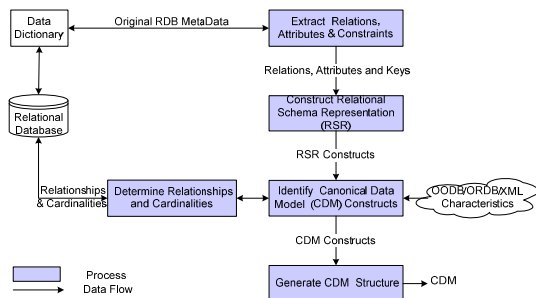 Data
Dictionary
Original RDB MetaData
Extract Relations,
Attributes & Constraints
Relations, Attributes and Keys
Relational
Database
Construct Relational
Schema Representation
(RSR)
RSR Constructs
Relationships
& Cardinalities
Determine Relationships
and Cardinalities
Identify Canonical Data
Model (CDM) Constructs
OODB/ORDB/XML
Characteristics
CDM Constructs
Process
Data Flow
Generate CDM Structure
CDM